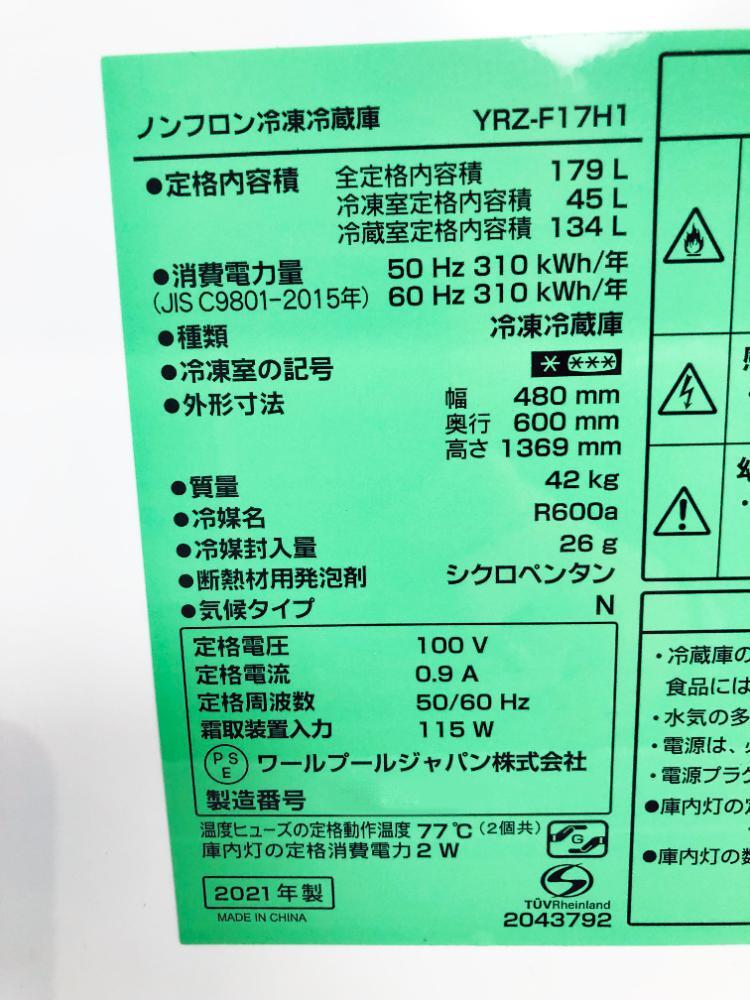 ノンフロン冷凍冷蔵庫 YRZ-F17H1
●定格内容積 全定格内容積 179 L
冷凍室定格内容積 45 L
冷蔵室定格内容積 134 L
●消費電力量 50 Hz 310 kWh/年
(JIS C9801-2015年) 60 Hz 310 kWh/年
●種類 冷凍冷蔵庫
●冷凍室の記号 * ***
●外形寸法 幅 480 mm
奥行 600 mm
高さ 1369 mm
●質量 42 kg
●冷媒名 R600a
●冷媒封入量 26 g
●断熱材用発泡剤 シクロペンタン
●気候タイプ N
定格電圧 100 V
定格電流 0.9 A
定格周波数 50/60 Hz
霜取装置入力 115 W
PSE ワールプールジャパン株式会社
製造番号
温度ヒューズの定格動作温度 77℃ (2個共)
庫内灯の定格消費電力 2 W
G
2021年製
MADE IN CHINA
TÜVRheinland
2043792
・冷蔵庫の
食品には
・水気の多
・電源は、
・電源プラグ
●庫内灯の定
●庫内灯の数